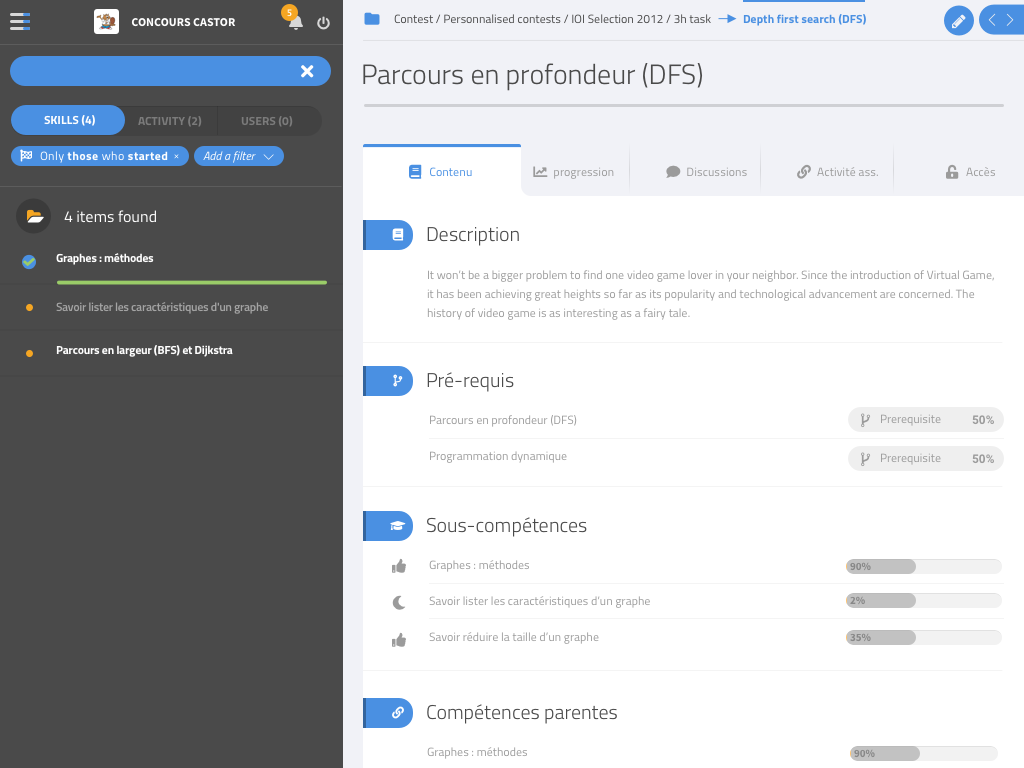 CONCOURS CASTOR
5
SKILLS (4)
ACTIVITY (2)
USERS (0)
Only those who started ×
Add a filter
4 items found
Graphes : méthodes
Savoir lister les caractéristiques d'un graphe
Parcours en largeur (BFS) et Dijkstra
Contest / Personnalised contests / IOI Selection 2012 / 3h task
Depth first search (DFS)
Parcours en profondeur (DFS)
Contenu
progression
Discussions
Activité ass.
Accès
Description
It won't be a bigger problem to find one video game lover in your neighbor. Since the introduction of Virtual Game,
it has been achieving great heights so far as its popularity and technological advancement are concerned. The
history of video game is as interesting as a fairy tale.
Pré-requis
Parcours en profondeur (DFS)
Prerequisite 50%
Programmation dynamique
Prerequisite 50%
Sous-compétences
Graphes : méthodes
90%
Savoir lister les caractéristiques d'un graphe
2%
Savoir réduire la taille d'un graphe
35%
Compétences parentes
Graphes : méthodes
90%